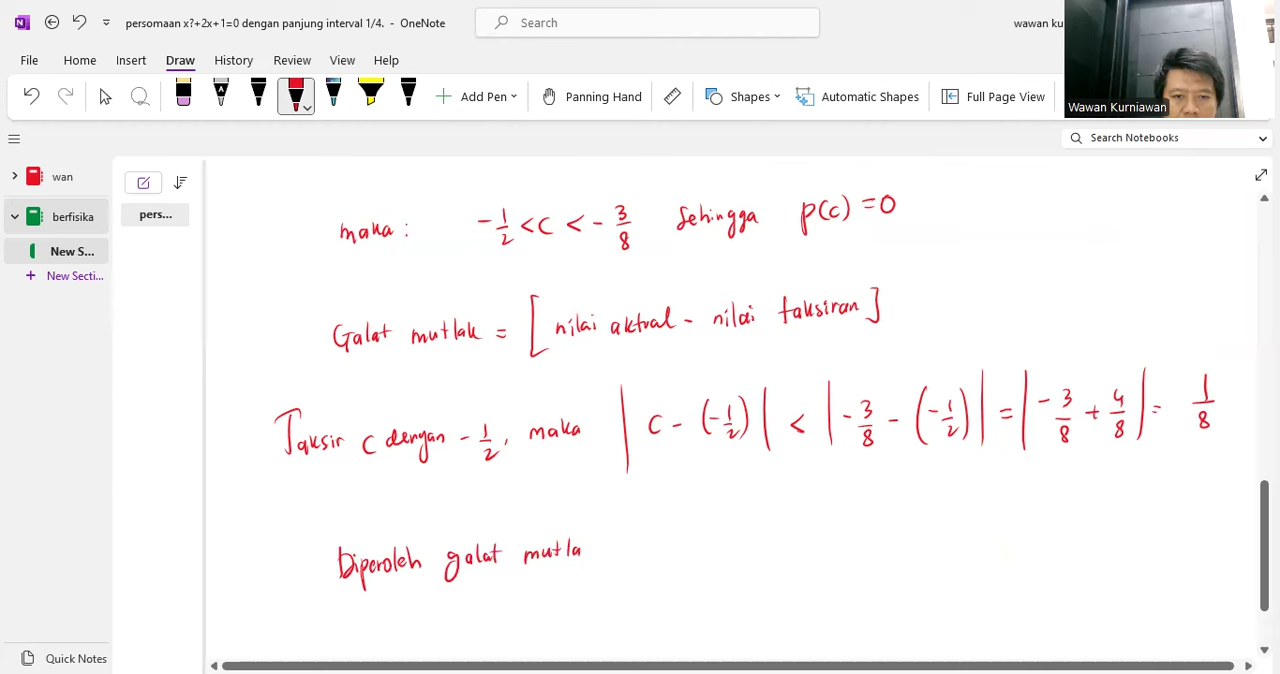 persomaan x?+2x+1=0 dengan panjung interval 1/4. - OneNote
Search
wawan ku
File Home Insert Draw History Review View Help
Add Pen Panning Hand Shapes Automatic Shapes Full Page View
Wawan Kurniawan
Search Notebooks
wan
berfisika
New S...
New Secti...
pers...
maka: -1/2 < c < -3/8 Sehingga p(c) = 0
Galat mutlak = [nilai aktual - nilai taksiran]
Taksir c dengan -1/2, maka |c - (-1/2)| < |-3/8 - (-1/2)| = |-3/8 + 4/8| = 1/8
Diperoleh galat mutla
Quick Notes